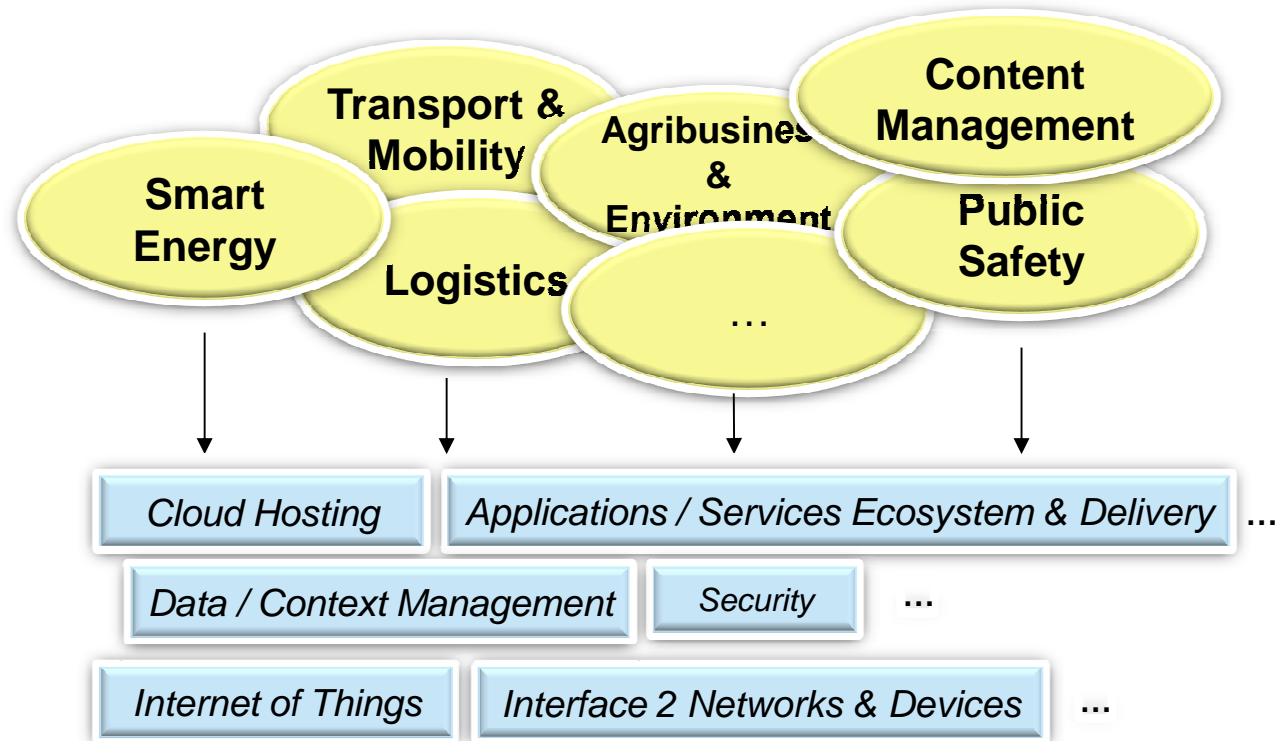 Content
Management
Transport &
Mobility
Agribusines
&
Environment
Smart
Energy
Public
Safety
Logistics
…
Cloud Hosting
Applications / Services Ecosystem & Delivery
...
Data / Context Management
Security
...
Internet of Things
Interface 2 Networks & Devices
...